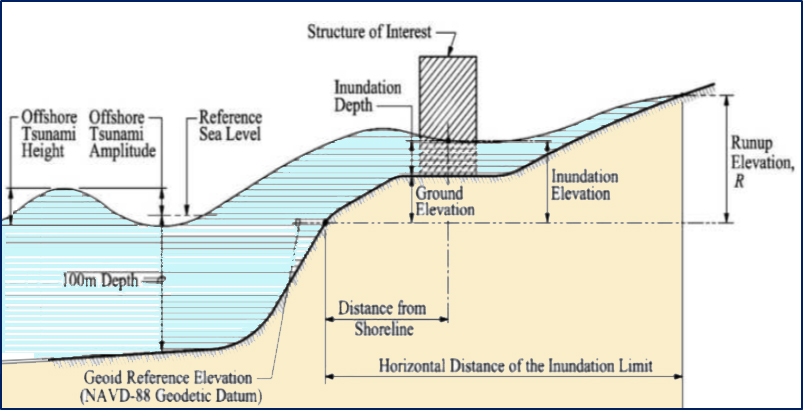 Structure of Interest
Inundation
Depth
Offshore
Tsunami
Height
Offshore
Tsunami
Amplitude
Reference
Sea Level
Runup
Elevation,
R
Ground
Elevation
Inundation
Elevation
100m Depth
Distance from
Shoreline
Horizontal Distance of the Inundation Limit
Geoid Reference Elevation
(NAVD-88 Geodetic Datum)